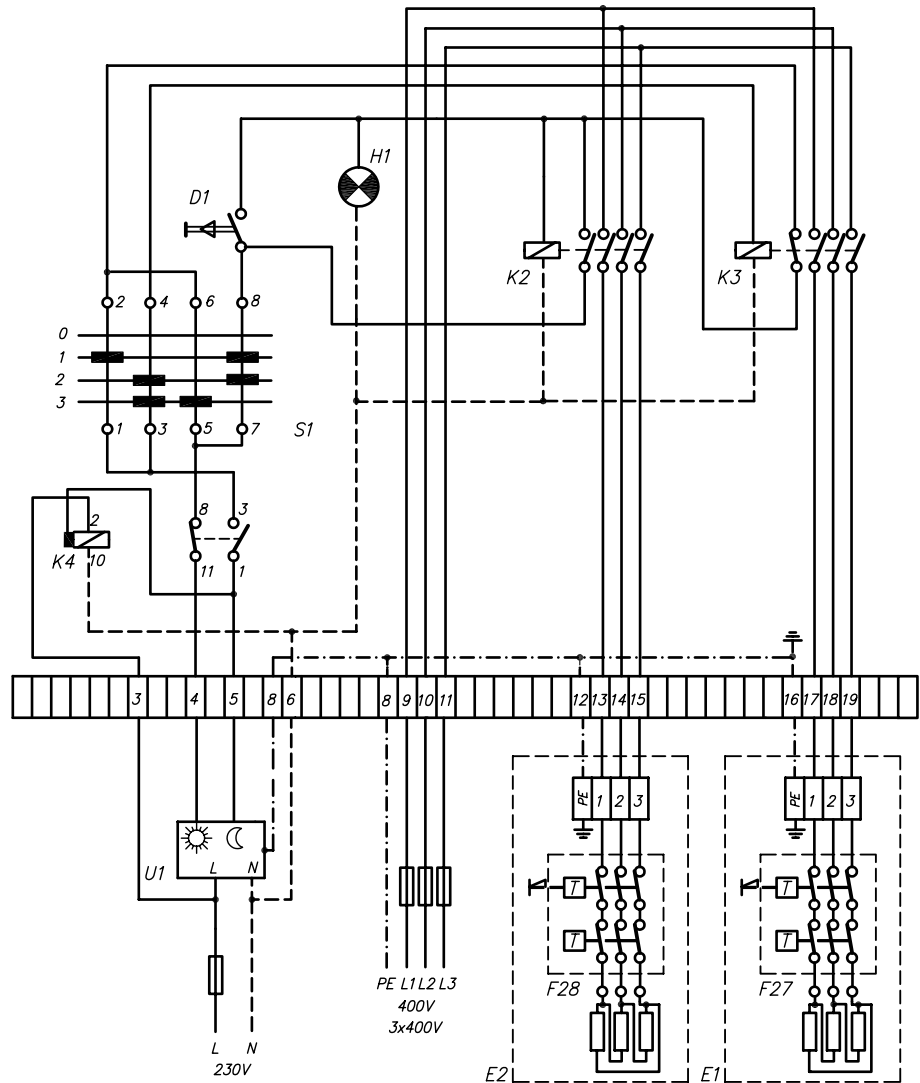 H1
D1
K2
K3
2 4 6 8
0
1
2
3
1 3 5 7
S1
8 3
2
K4 10
11 1
3 4 5 8 6 8 9 10 11 12 13 14 15 16 17 18 19
PE 1 2 3
PE 1 2 3
U1
L N
T
T
T
T
PE L1 L2 L3
400V
3x400V
F28
F27
L N
230V
E2
E1